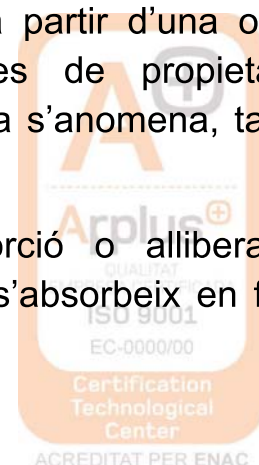 partir d'una o
es de propieta
a s'anomena, ta
orció o allibera
s'absorbeix en f
A+
Applus⊕
QUALITAT
ISO 9001
EC-0000/00
Certification
Technological
Center
ACREDITAT PER ENAC